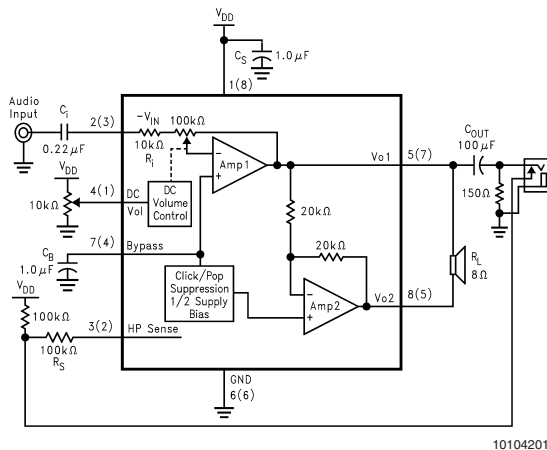 VDD
CS 1.0µF
1(8)
Audio
Input
Ci
0.22µF
2(3)
-VIN
100kΩ
10kΩ
Ri
Amp1
-
+
Vo1
5(7)
COUT
100µF
150Ω
VDD
10kΩ
4(1)
DC
Vol
DC
Volume
Control
20kΩ
20kΩ
7(4)
Bypass
CB
1.0µF
Click/Pop
Suppression
1/2 Supply
Bias
-
+
Amp2
Vo2
8(5)
RL
8Ω
VDD
100kΩ
100kΩ
RS
3(2)
HP Sense
GND
6(6)
10104201